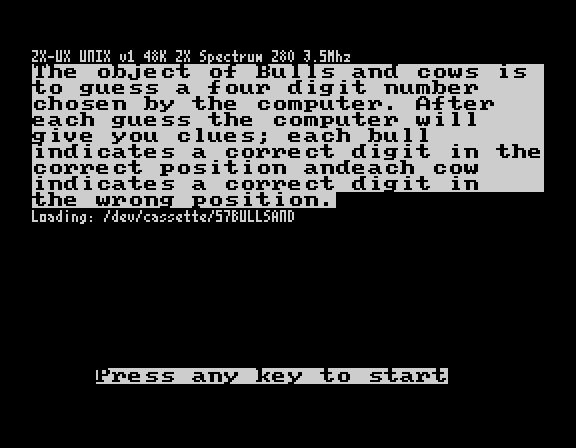 ZX-UX UNIX v1 48K ZX Spectrum Z80 3.5Mhz
The object of Bulls and cows is
to guess a four digit number
chosen by the computer. After
each guess the computer will
give you clues; each bull
indicates a correct digit in the
correct position andeach cow
indicates a correct digit in
the wrong position.
Loading: /dev/cassette/57BULLSAND
Press any key to start